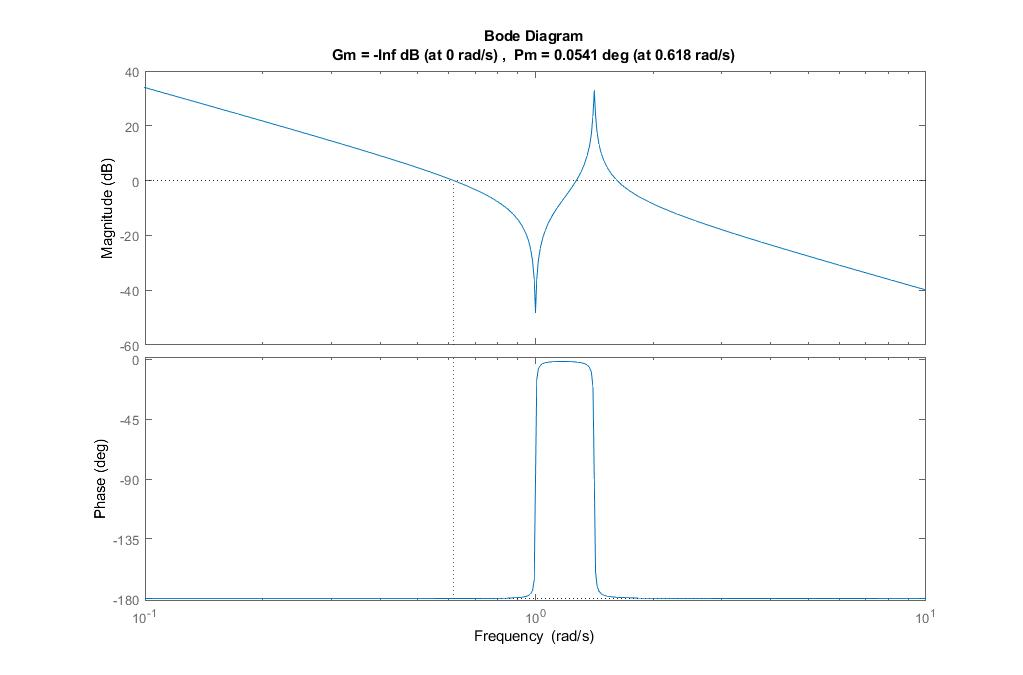 Bode Diagram
Gm = -Inf dB (at 0 rad/s) , Pm = 0.0541 deg (at 0.618 rad/s)
40
20
0
-20
-40
-60
Magnitude (dB)
0
-45
-90
-135
-180
Phase (deg)
10⁻¹ 10⁰ 10¹
Frequency (rad/s)